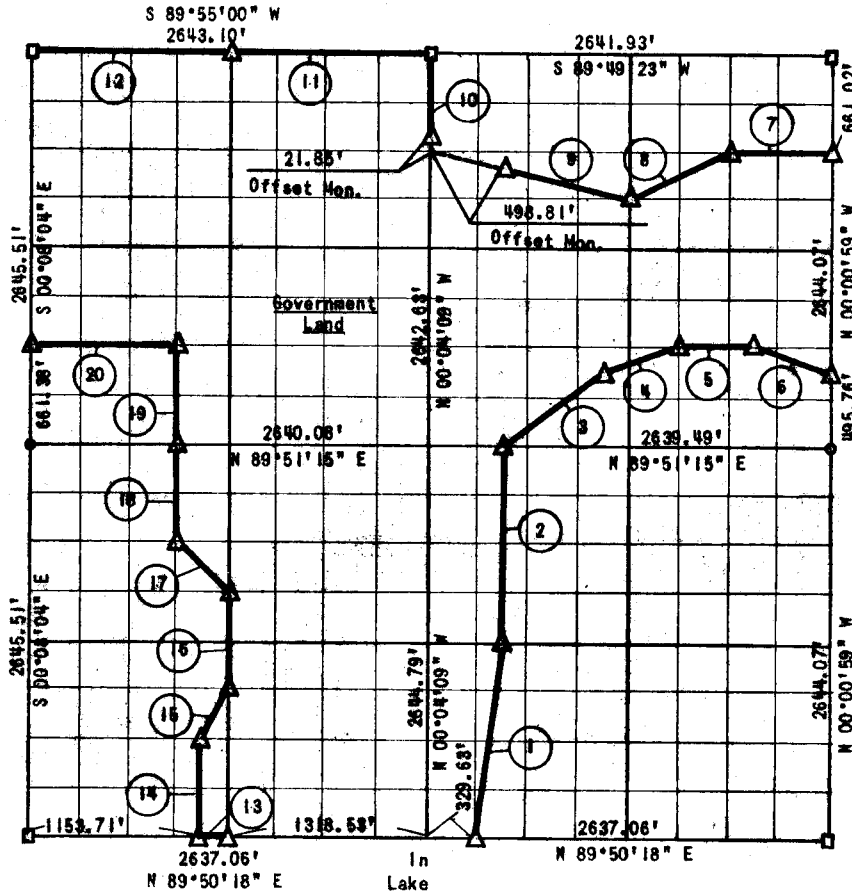 S 89°55'00" W
2643.10'
2641.93'
S 89°49'23" W
661.02'
12
11
10
9
8
7
21.85'
Offset Mon.
498.81'
Offset Mon.
2645.51'
S 00°08'04" E
Government
Land
2642.63'
N 00°04'09" W
2644.07'
N 00°00'59" W
20
661.38'
19
3
4
5
6
495.76'
2640.08'
N 89°51'15" E
2639.49'
N 89°51'15" E
18
2
17
16
2645.51'
S 00°08'04" E
2644.79'
N 00°04'09" W
2644.07'
N 00°00'59" W
15
1
14
13
329.63'
1153.71'
1318.53'
2637.06'
N 89°50'18" E
In
Lake
2637.06'
N 89°50'18" E